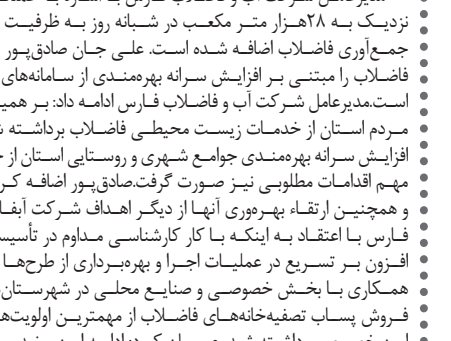 نزدیک به ۲۸هزار متر مکعب در شبانه روز به ظرفیت
جمع‌آوری فاضلاب اضافه شده است. علی جان صادق‌پور
فاضلاب را مبتنی بر افزایش سرانه بهره‌مندی از سامانه‌های
است.مدیرعامل شرکت آب و فاضلاب فارس ادامه داد: بر همی
مردم استان از خدمات زیست محیطی فاضلاب برداشته
افزایش سرانه بهره‌مندی جوامع شهری و روستایی استان از
مهم اقدامات مطلوبی نیز صورت گرفت.صادق‌پور اضافه کر
و همچنین ارتقاء بهره‌وری آنها از دیگر اهداف شرکت آبفا
فارس با اعتقاد به اینکه با کار کارشناسی مداوم در تأسیس
افزون بر تسریع در عملیات اجرا و بهره‌برداری از طرح‌ها
همکاری با بخش خصوصی و صنایع محلی در شهرستان
فروش پساب تصفیه‌خانه‌های فاضلاب از مهمترین اولویت‌ه